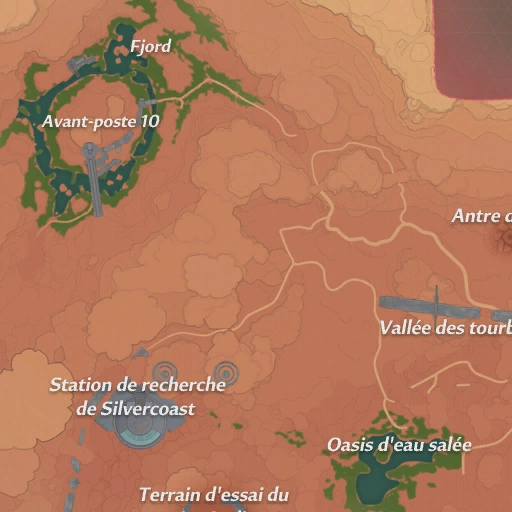 Fjord
Avant-poste 10
Antre d
Vallée des tourb
Station de recherche
de Silvercoast
Oasis d'eau salée
Terrain d'essai du